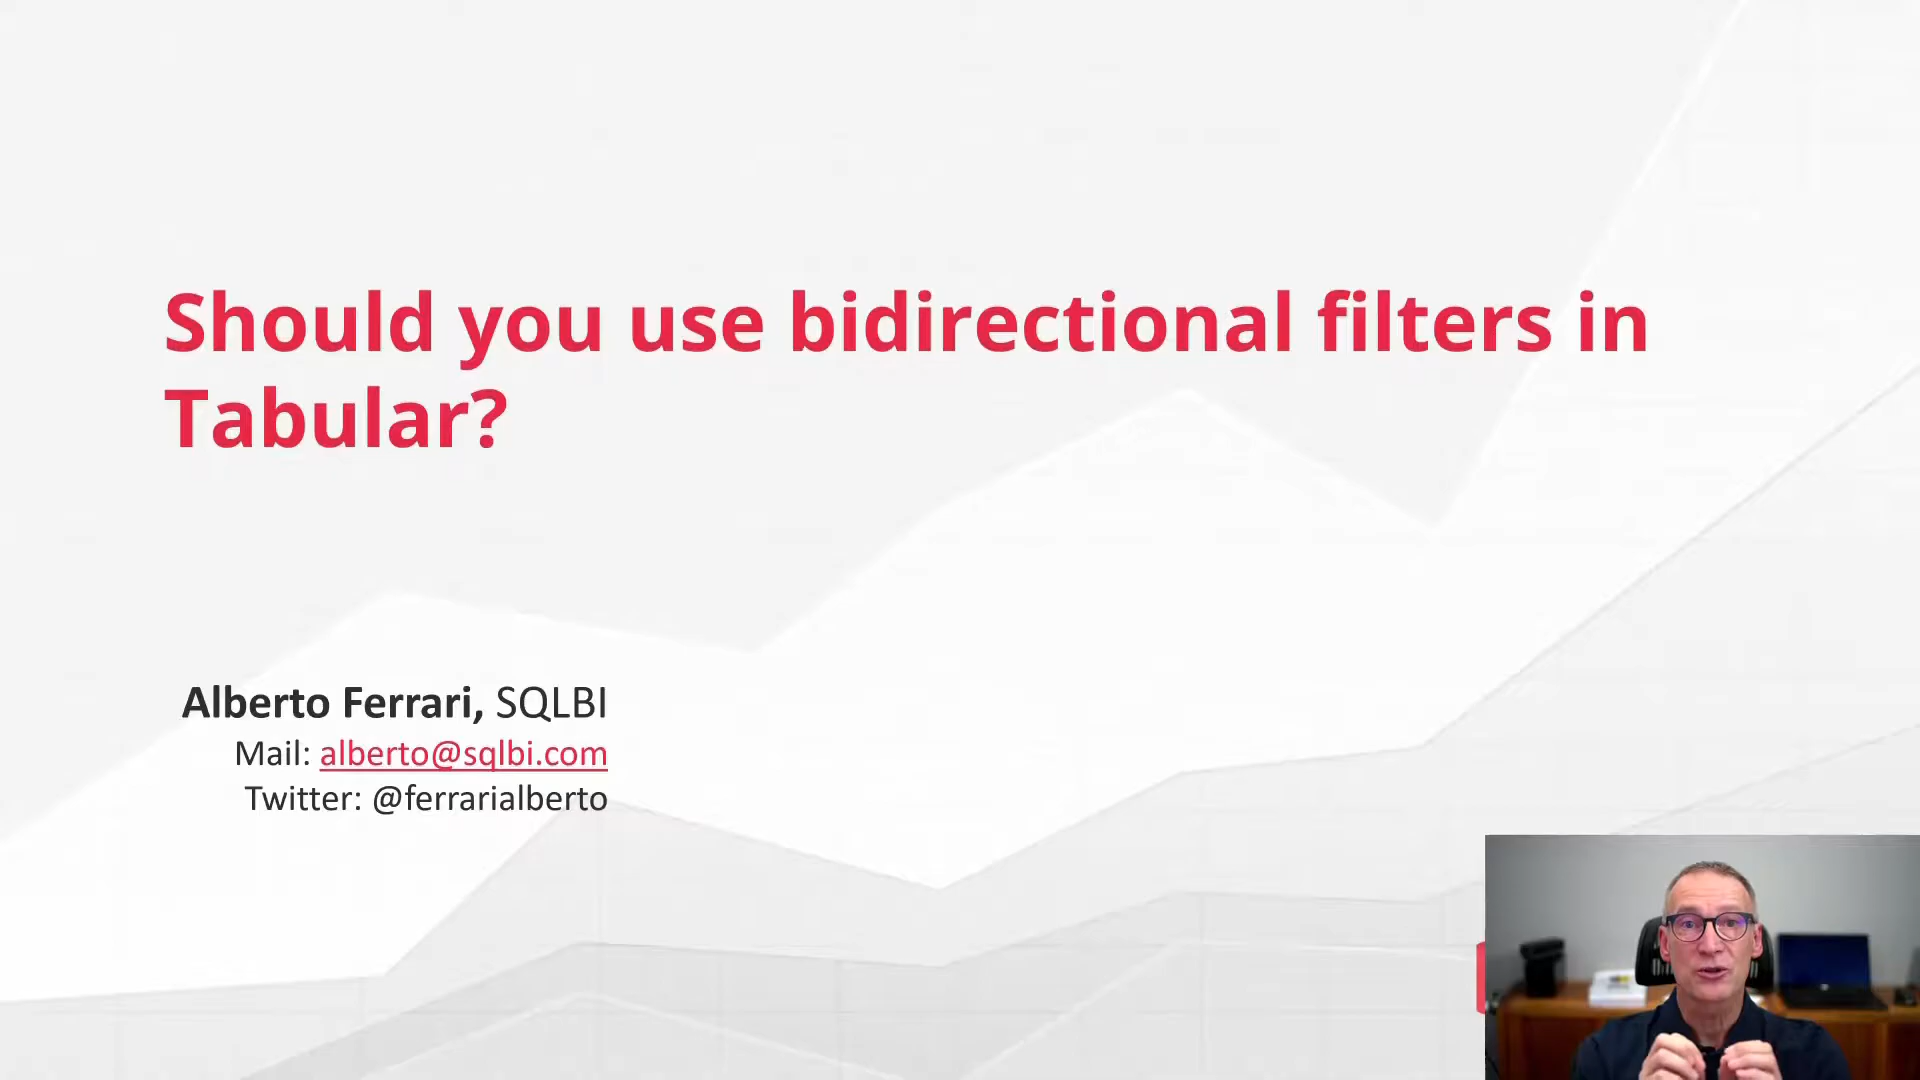 Should you use bidirectional filters in
Tabular?
Alberto Ferrari, SQLBI
Mail: alberto@sqlbi.com
Twitter: @ferrarialberto